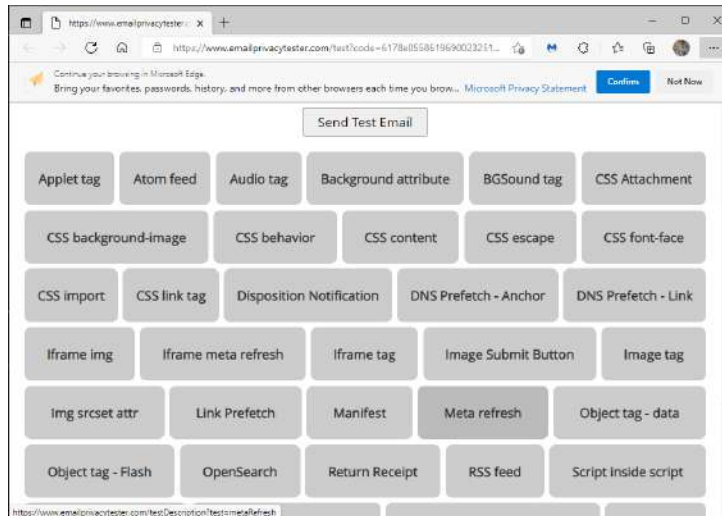 https://www.emailprivacytester.c
https://www.emailprivacytester.com/test?code=6178e0558619690023251...
Continue your browsing in Microsoft Edge.
Bring your favorites, passwords, history, and more from other browsers each time you brow... Microsoft Privacy Statement
Confirm
Not Now
Send Test Email
Applet tag Atom feed Audio tag Background attribute BGSound tag CSS Attachment
CSS background-image CSS behavior CSS content CSS escape CSS font-face
CSS import CSS link tag Disposition Notification DNS Prefetch - Anchor DNS Prefetch - Link
Iframe img Iframe meta refresh Iframe tag Image Submit Button Image tag
Img srcset attr Link Prefetch Manifest Meta refresh Object tag - data
Object tag - Flash OpenSearch Return Receipt RSS feed Script inside script
https://www.emailprivacytester.com/testDescription?test=metaRefresh